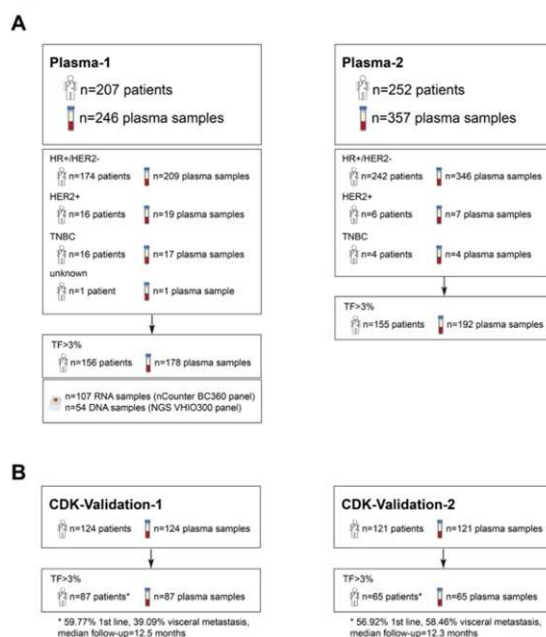 A
Plasma-1
n=207 patients
n=246 plasma samples
HR+/HER2-
n=174 patients
n=209 plasma samples
HER2+
n=16 patients
n=19 plasma samples
TNBC
n=16 patients
n=17 plasma samples
unknown
n=1 patient
n=1 plasma sample
TF>3%
n=156 patients
n=178 plasma samples
n=107 RNA samples (nCounter BC360 panel)
n=54 DNA samples (NGS VHIO300 panel)
Plasma-2
n=252 patients
n=357 plasma samples
HR+/HER2-
n=242 patients
n=346 plasma samples
HER2+
n=6 patients
n=7 plasma samples
TNBC
n=4 patients
n=4 plasma samples
TF>3%
n=155 patients
n=192 plasma samples
B
CDK-Validation-1
n=124 patients
n=124 plasma samples
TF>3%
n=87 patients*
n=87 plasma samples
* 59.77% 1st line, 39.09% visceral metastasis,
median follow-up=12.5 months
CDK-Validation-2
n=121 patients
n=121 plasma samples
TF>3%
n=65 patients*
n=65 plasma samples
* 56.92% 1st line, 58.46% visceral metastasis,
median follow-up=12.3 months